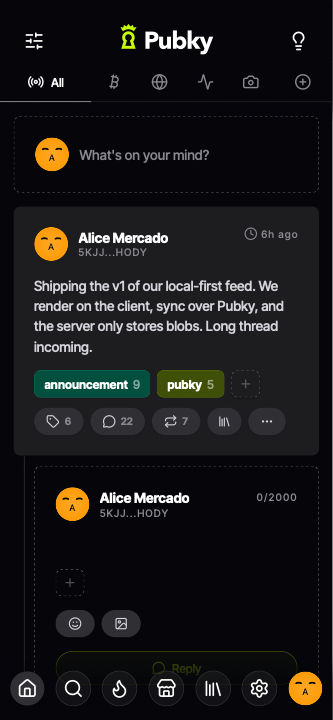 Pubky
All
What's on your mind?
Alice Mercado
6h ago
5KJJ...HODY
Shipping the v1 of our local-first feed. We
render on the client, sync over Pubky, and
the server only stores blobs. Long thread
incoming.
announcement 9
pubky 5
6
22
7
Alice Mercado
0/2000
5KJJ...HODY
Reply